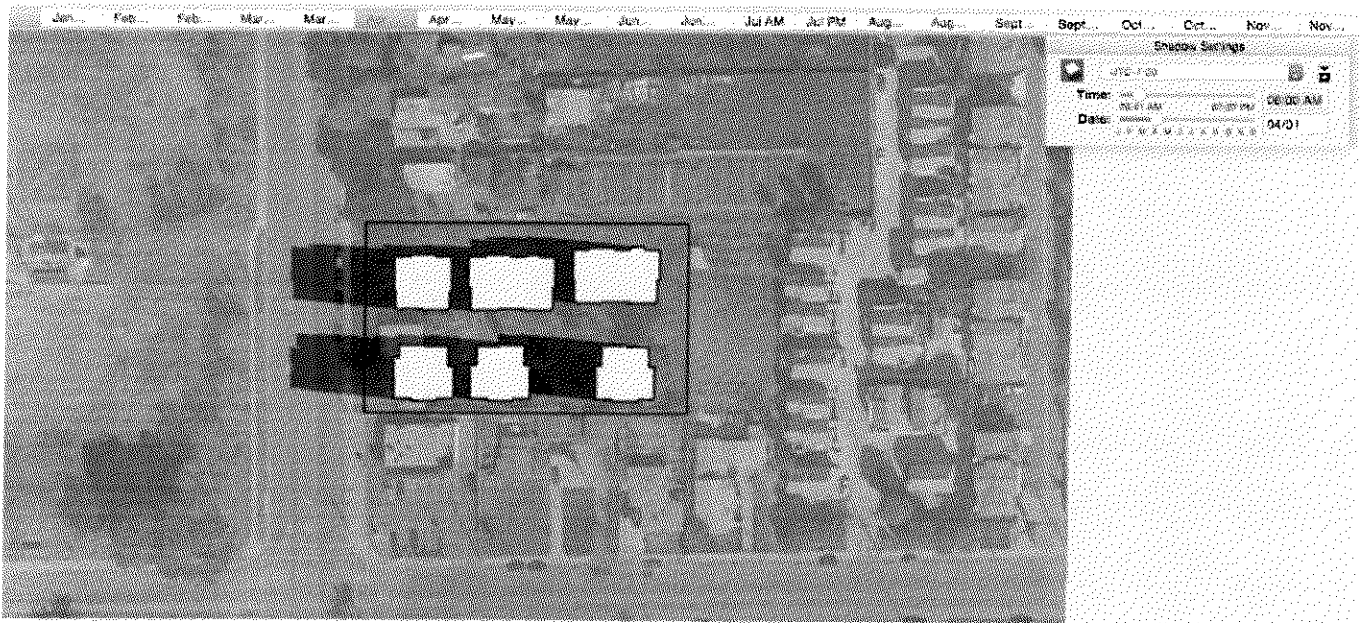 Jan... Feb... Feb... Mar... Mar... Apr... May... May... Jun... Jun... Jul AM Jul PM Aug... Aug... Sept... Sept... Oct... Oct... Nov... Nov...
Shadow Settings
Time: 08:00 AM
Date: J F M A M J J A S O N D 04/01